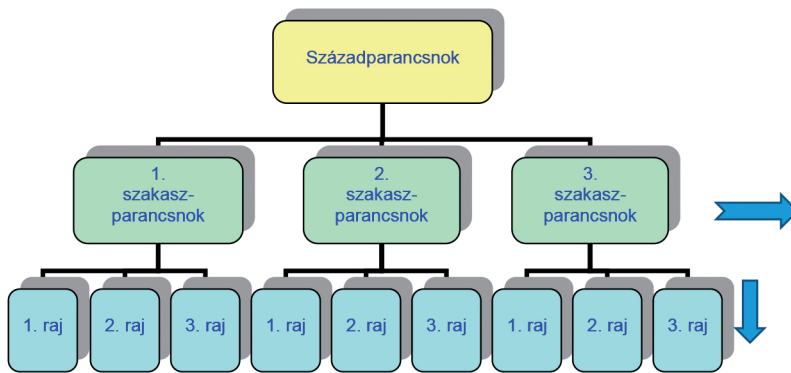 Századparancsnok
1.
szakasz-
parancsnok
2.
szakasz-
parancsnok
3.
szakasz-
parancsnok
1. raj
2. raj
3. raj
1. raj
2. raj
3. raj
1. raj
2. raj
3. raj